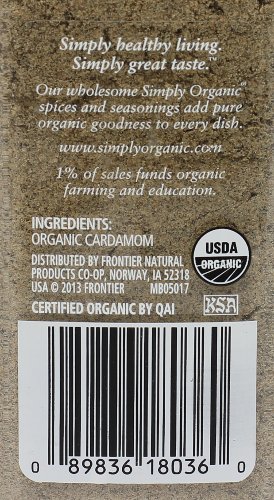 Simply healthy living.
Simply great taste.™
Our wholesome Simply Organic®
spices and seasonings add pure
organic goodness to every dish.
www.simplyorganic.com
1% of sales funds organic
farming and education.
INGREDIENTS:
ORGANIC CARDAMOM
DISTRIBUTED BY FRONTIER NATURAL
PRODUCTS CO-OP, NORWAY, IA 52318
USA © 2013 FRONTIER MB05017
USDA
ORGANIC
CERTIFIED ORGANIC BY QAI
KSA
0 89836 18036 0